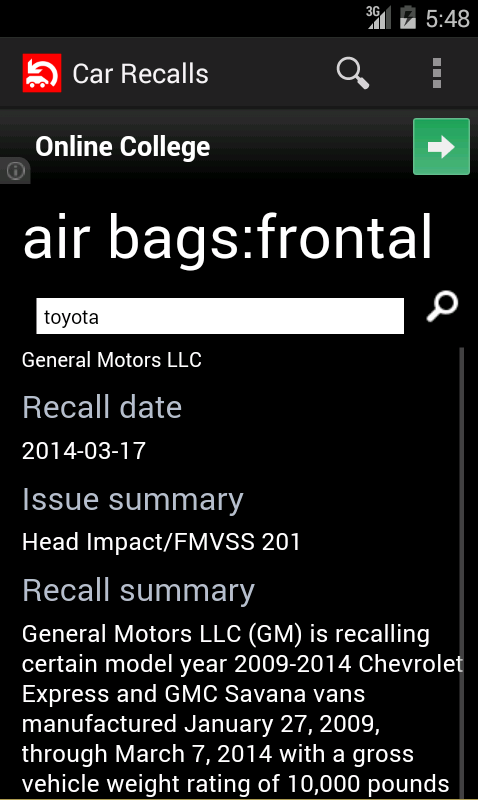 3G
5:48
Car Recalls
Online College
air bags:frontal
toyota
General Motors LLC
Recall date
2014-03-17
Issue summary
Head Impact/FMVSS 201
Recall summary
General Motors LLC (GM) is recalling
certain model year 2009-2014 Chevrolet
Express and GMC Savana vans
manufactured January 27, 2009,
through March 7, 2014 with a gross
vehicle weight rating of 10,000 pounds